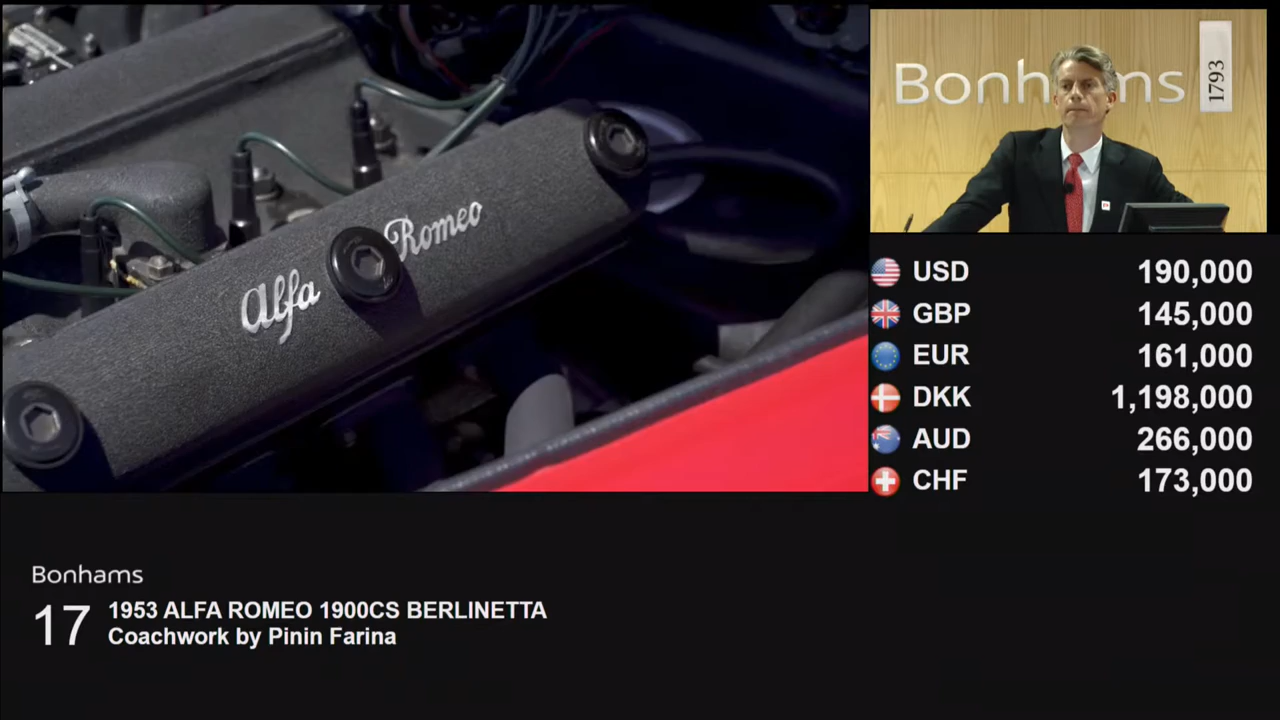 Alfa Romeo
Bonhams
1793
USD 190,000
GBP 145,000
EUR 161,000
DKK 1,198,000
AUD 266,000
CHF 173,000
Bonhams
17
1953 ALFA ROMEO 1900CS BERLINETTA
Coachwork by Pinin Farina